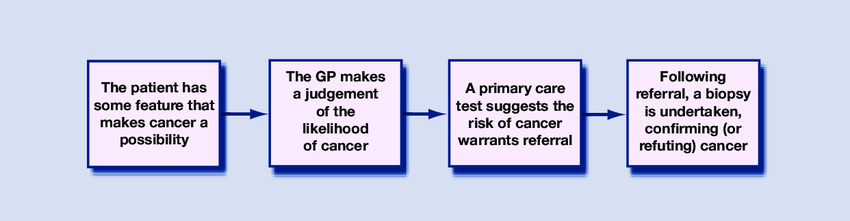 The patient has
some feature that
makes cancer a
possibility
The GP makes
a judgement
of the
likelihood
of cancer
A primary care
test suggests the
risk of cancer
warrants referral
Following
referral, a biopsy
is undertaken,
confirming (or
refuting) cancer